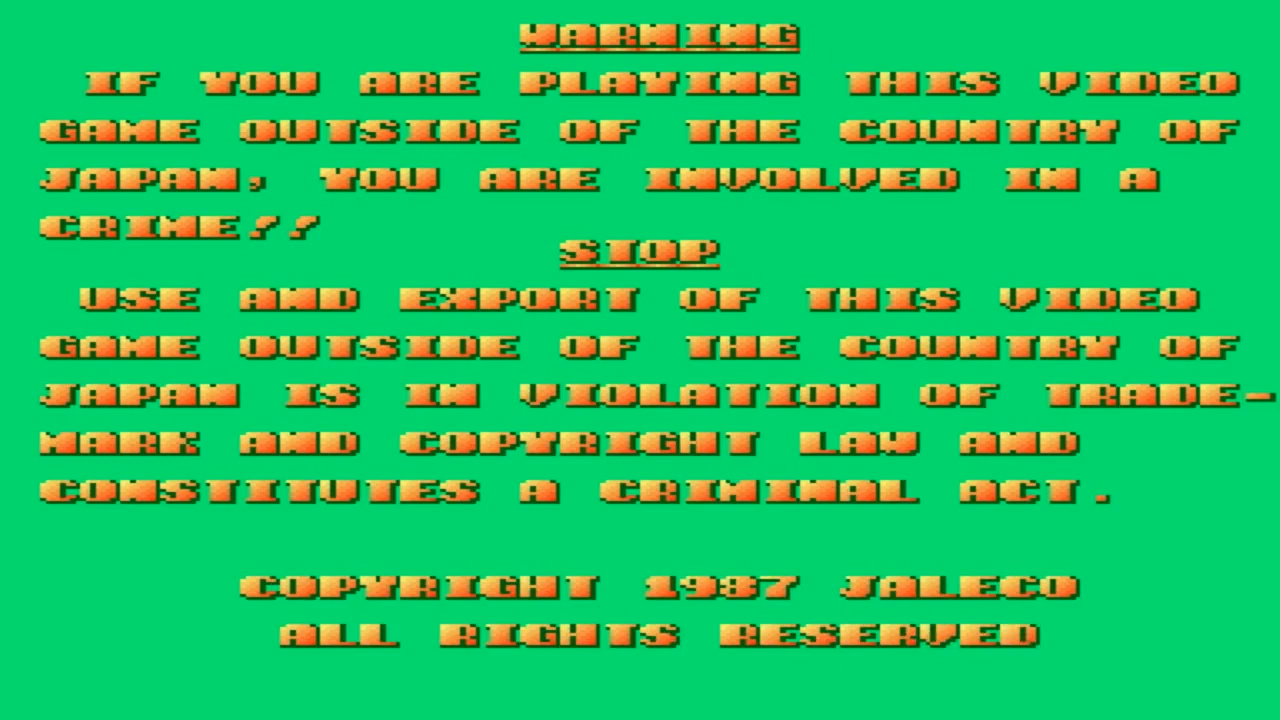 WARNING
IF YOU ARE PLAYING THIS VIDEO
GAME OUTSIDE OF THE COUNTRY OF
JAPAN, YOU ARE INVOLVED IN A
CRIME!!
STOP
USE AND EXPORT OF THIS VIDEO
GAME OUTSIDE OF THE COUNTRY OF
JAPAN IS IN VIOLATION OF TRADE-
MARK AND COPYRIGHT LAW AND
CONSTITUTES A CRIMINAL ACT.
COPYRIGHT 1987 JALECO
ALL RIGHTS RESERVED